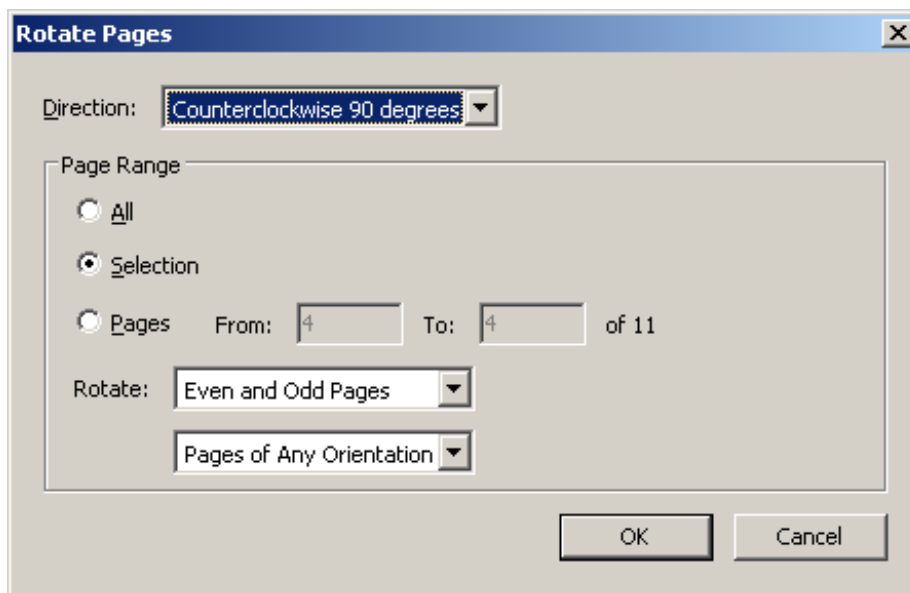 Rotate Pages
Direction: Counterclockwise 90 degrees
Page Range
All
Selection
Pages From: 4 To: 4 of 11
Rotate: Even and Odd Pages
Pages of Any Orientation
OK Cancel